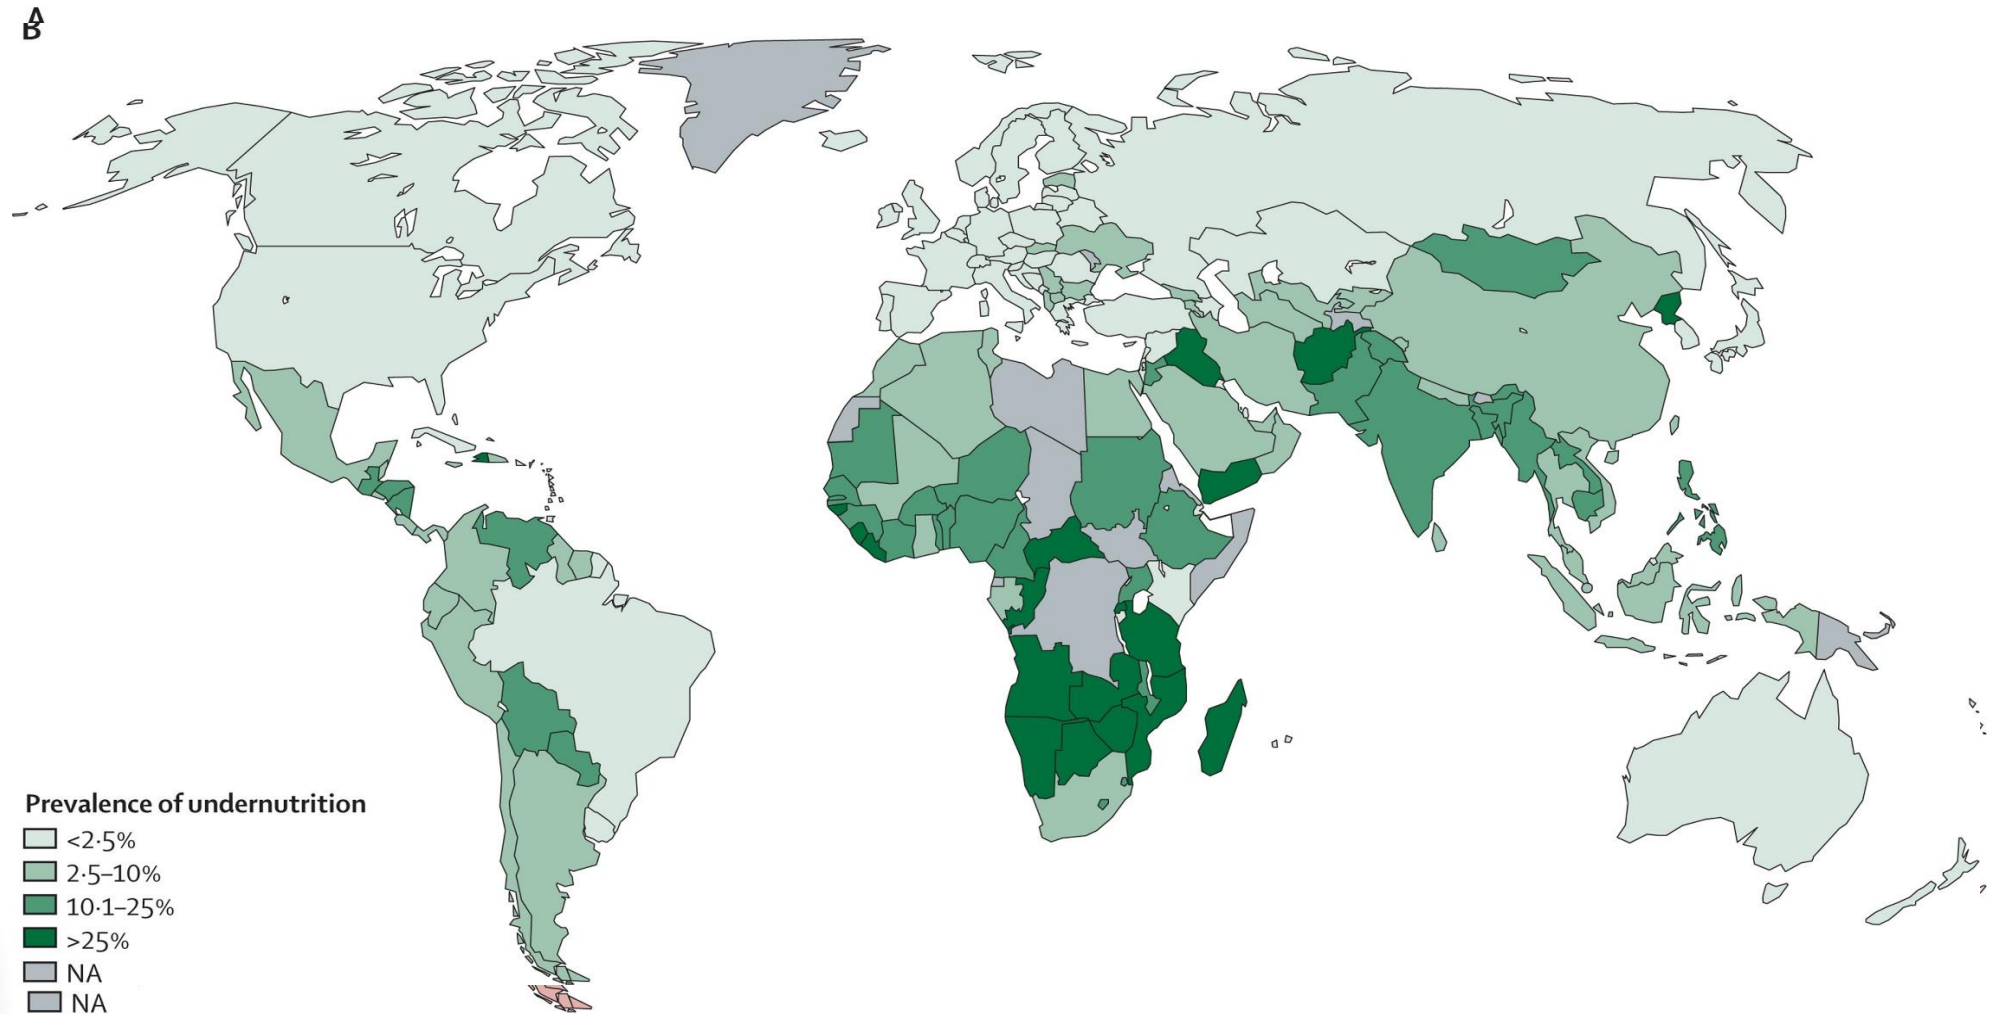 A
B
Prevalence of undernutrition
<2·5%
2·5–10%
10·1–25%
>25%
NA
NA